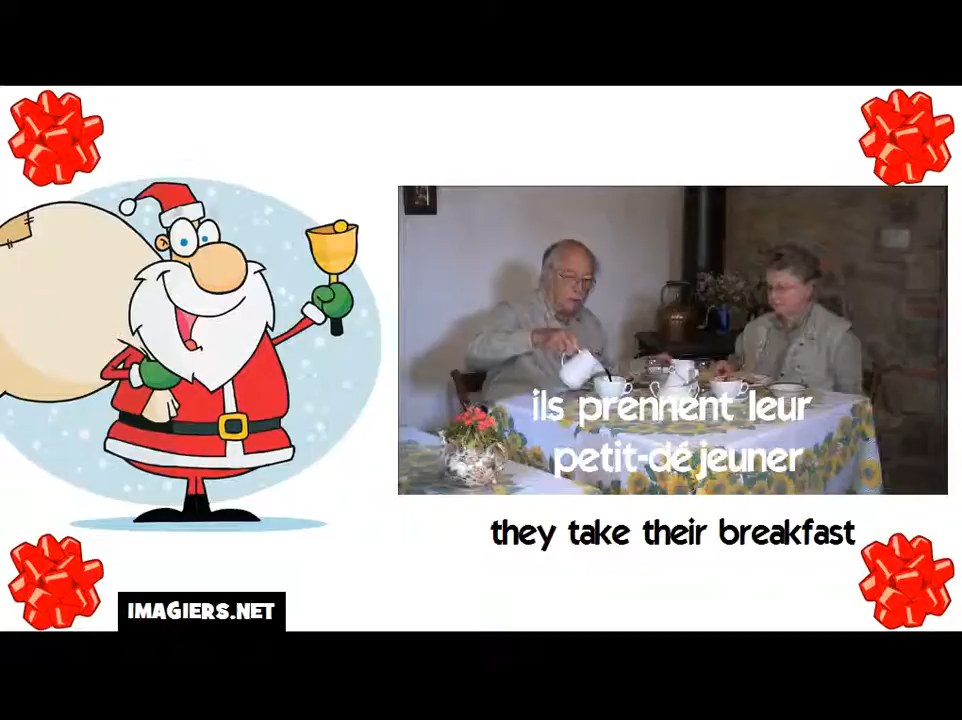 ils prennent leur
petit-déjeuner
they take their breakfast
IMAGIERS.NET